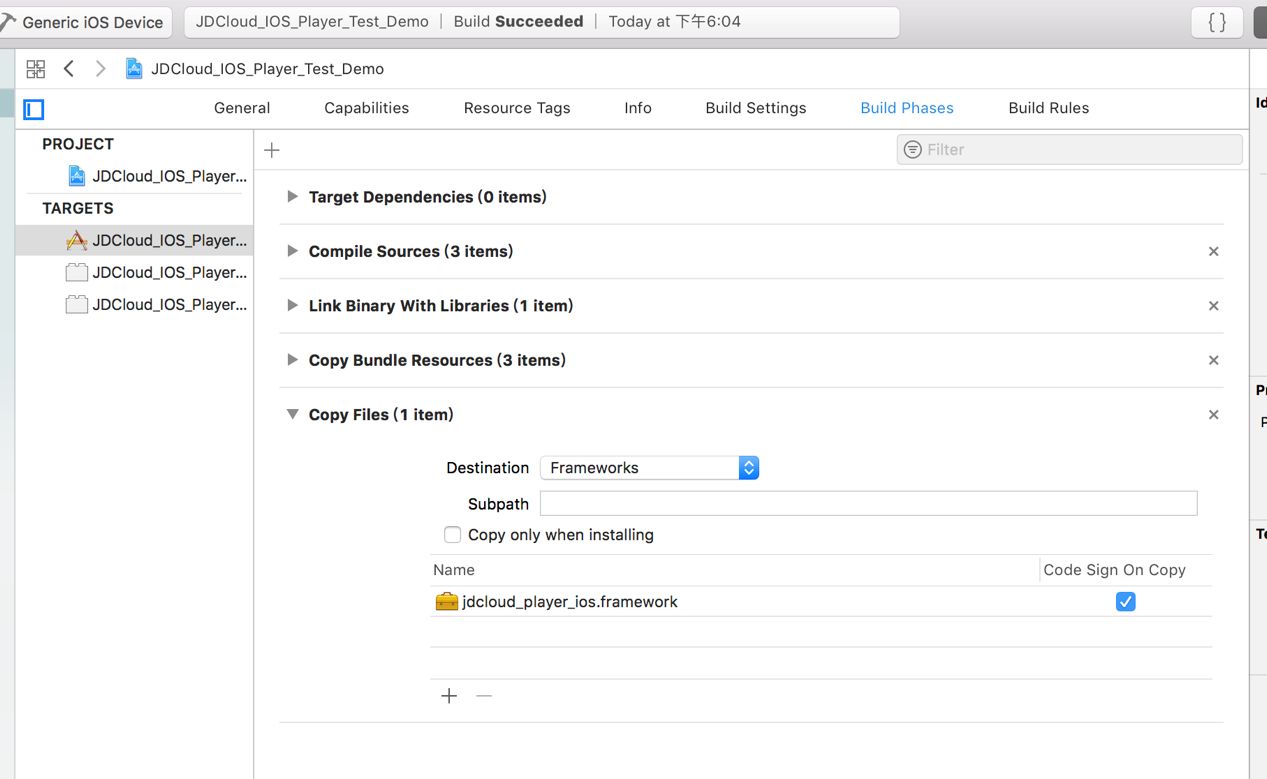 Generic iOS Device
JDCloud_IOS_Player_Test_Demo | Build Succeeded | Today at 下午6:04
{ }
JDCloud_IOS_Player_Test_Demo
General Capabilities Resource Tags Info Build Settings Build Phases Build Rules
PROJECT
JDCloud_IOS_Player...
TARGETS
JDCloud_IOS_Player...
JDCloud_IOS_Player...
JDCloud_IOS_Player...
Filter
Target Dependencies (0 items)
Compile Sources (3 items)
Link Binary With Libraries (1 item)
Copy Bundle Resources (3 items)
Copy Files (1 item)
Destination Frameworks
Subpath
Copy only when installing
Name Code Sign On Copy
jdcloud_player_ios.framework